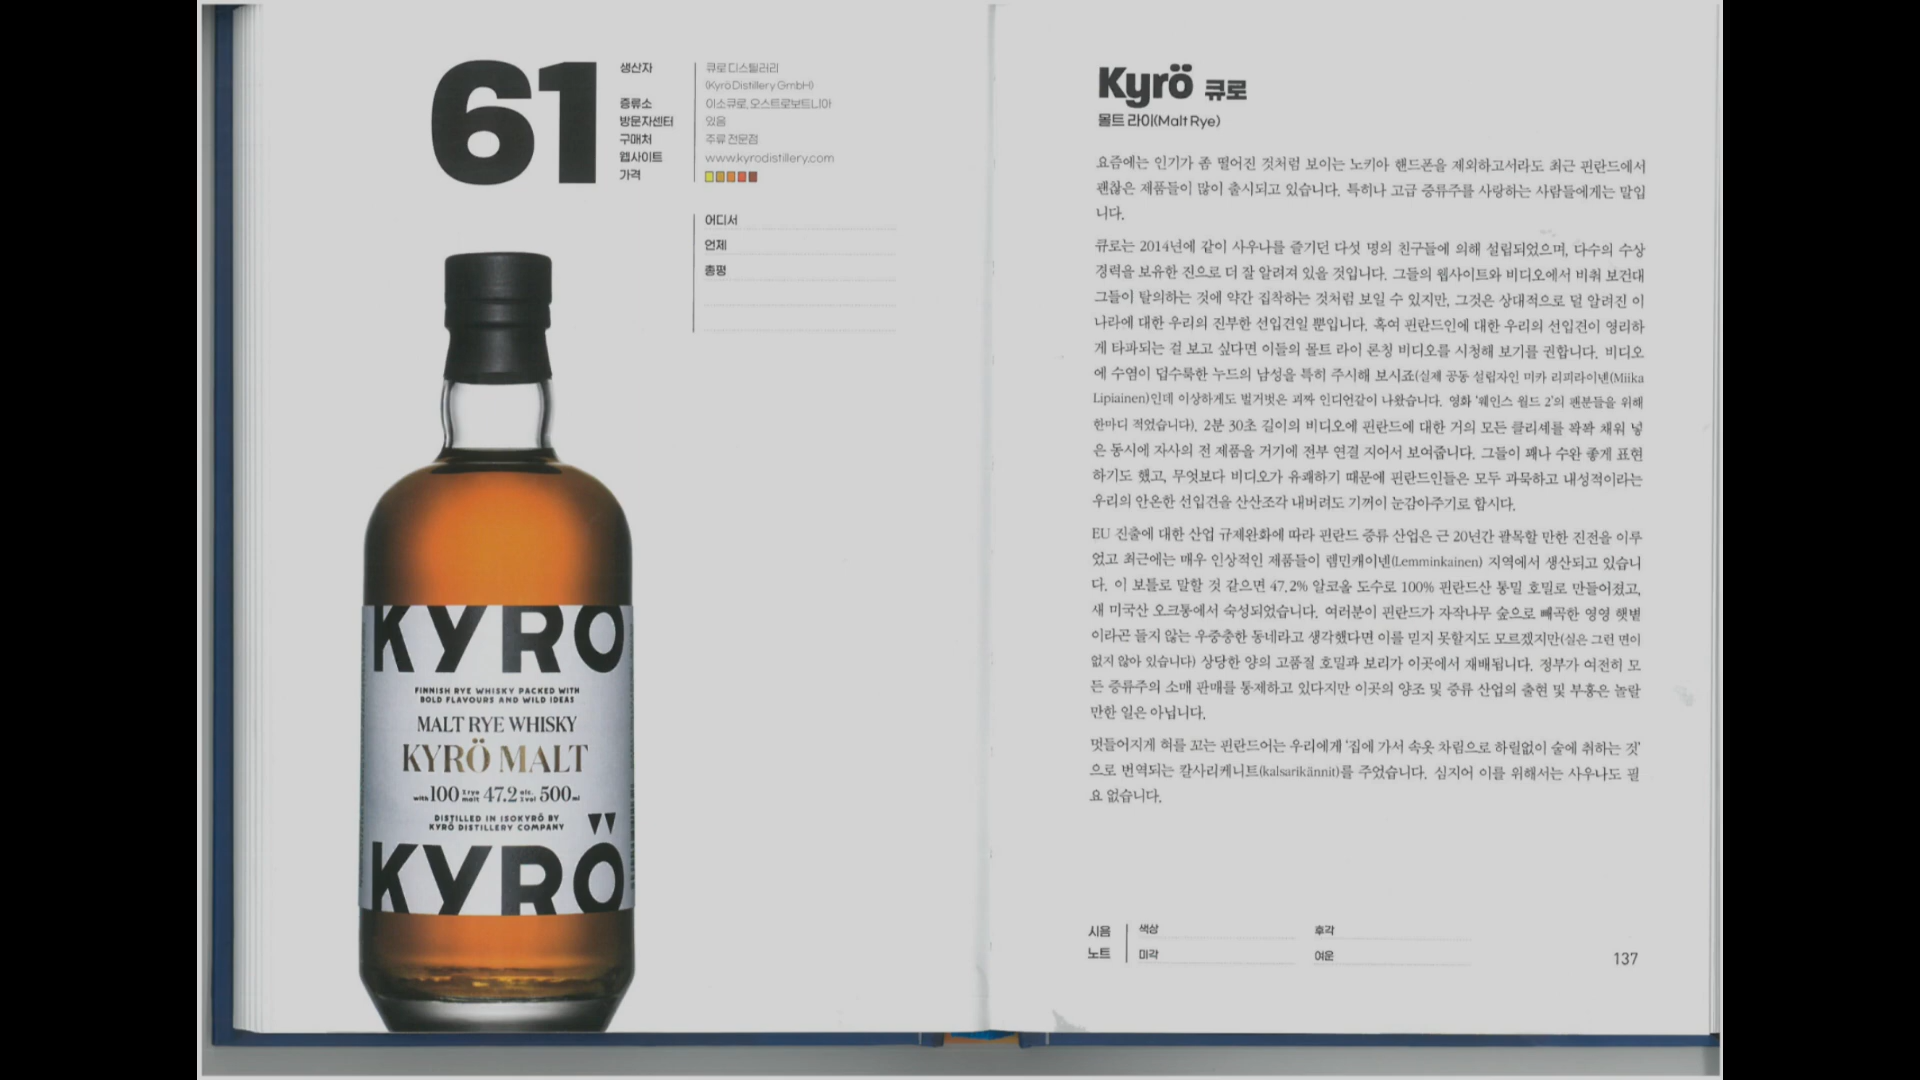 61
생산자
큐로 디스틸러리
(Kyrö Distillery GmbH)
증류소
이소큐로, 오스트로보트니아
방문자센터
있음
구매처
주류 전문점
웹사이트
www.kyrodistillery.com
가격
어디서
언제
총평
KYRÖ
FINNISH RYE WHISKY PACKED WITH
BOLD FLAVOURS AND WILD IDEAS
MALT RYE WHISKY
KYRÖ MALT
with 100 % rye malt 47.2 alc. % vol 500 ml
DISTILLED IN ISOKYRÖ BY
KYRÖ DISTILLERY COMPANY
KYRÖ
Kyrö 큐로
몰트 라이(Malt Rye)
요즘에는 인기가 좀 떨어진 것처럼 보이는 노키아 핸드폰을 제외하고서라도 최근 핀란드에서
괜찮은 제품들이 많이 출시되고 있습니다. 특히나 고급 증류주를 사랑하는 사람들에게는 말입
니다.
큐로는 2014년에 같이 사우나를 즐기던 다섯 명의 친구들에 의해 설립되었으며, 다수의 수상
경력을 보유한 진으로 더 잘 알려져 있을 것입니다. 그들의 웹사이트와 비디오에서 비춰 보건대
그들이 탈의하는 것에 약간 집착하는 것처럼 보일 수 있지만, 그것은 상대적으로 덜 알려진 이
나라에 대한 우리의 진부한 선입견일 뿐입니다. 혹여 핀란드인에 대한 우리의 선입견이 영리하
게 타파되는 걸 보고 싶다면 이들의 몰트 라이 론칭 비디오를 시청해 보기를 권합니다. 비디오
에 수염이 덥수룩한 누드의 남성을 특히 주시해 보시죠(실제 공동 설립자인 미카 리피라이넨(Miika
Lipiainen)인데 이상하게도 벌거벗은 괴짜 인디언같이 나왔습니다. 영화 '웨인스 월드 2'의 팬분들을 위해
한마디 적었습니다). 2분 30초 길이의 비디오에 핀란드에 대한 거의 모든 클리셰를 꽉꽉 채워 넣
은 동시에 자사의 전 제품을 거기에 전부 연결 지어서 보여줍니다. 그들이 꽤나 수완 좋게 표현
하기도 했고, 무엇보다 비디오가 유쾌하기 때문에 핀란드인들은 모두 과묵하고 내성적이라는
우리의 안온한 선입견을 산산조각 내버려도 기꺼이 눈감아주기로 합시다.
EU 진출에 대한 산업 규제완화에 따라 핀란드 증류 산업은 근 20년간 괄목할 만한 진전을 이루
었고 최근에는 매우 인상적인 제품들이 렘민캐이넨(Lemminkainen) 지역에서 생산되고 있습니
다. 이 보틀로 말할 것 같으면 47.2% 알코올 도수로 100% 핀란드산 통밀 호밀로 만들어졌고,
새 미국산 오크통에서 숙성되었습니다. 여러분이 핀란드가 자작나무 숲으로 빼곡한 영영 햇볕
이라곤 들지 않는 우중충한 동네라고 생각했다면 이를 믿지 못할지도 모르겠지만(실은 그런 면이
없지 않아 있습니다) 상당한 양의 고품질 호밀과 보리가 이곳에서 재배됩니다. 정부가 여전히 모
든 증류주의 소매 판매를 통제하고 있다지만 이곳의 양조 및 증류 산업의 출현 및 부흥은 놀랄
만한 일은 아닙니다.
멋들어지게 혀를 꼬는 핀란드어는 우리에게 '집에 가서 속옷 차림으로 하릴없이 술에 취하는 것'
으로 번역되는 칼사리케니트(kalsarikännit)를 주었습니다. 심지어 이를 위해서는 사우나도 필
요 없습니다.
시음
노트
색상
후각
미각
여운
137